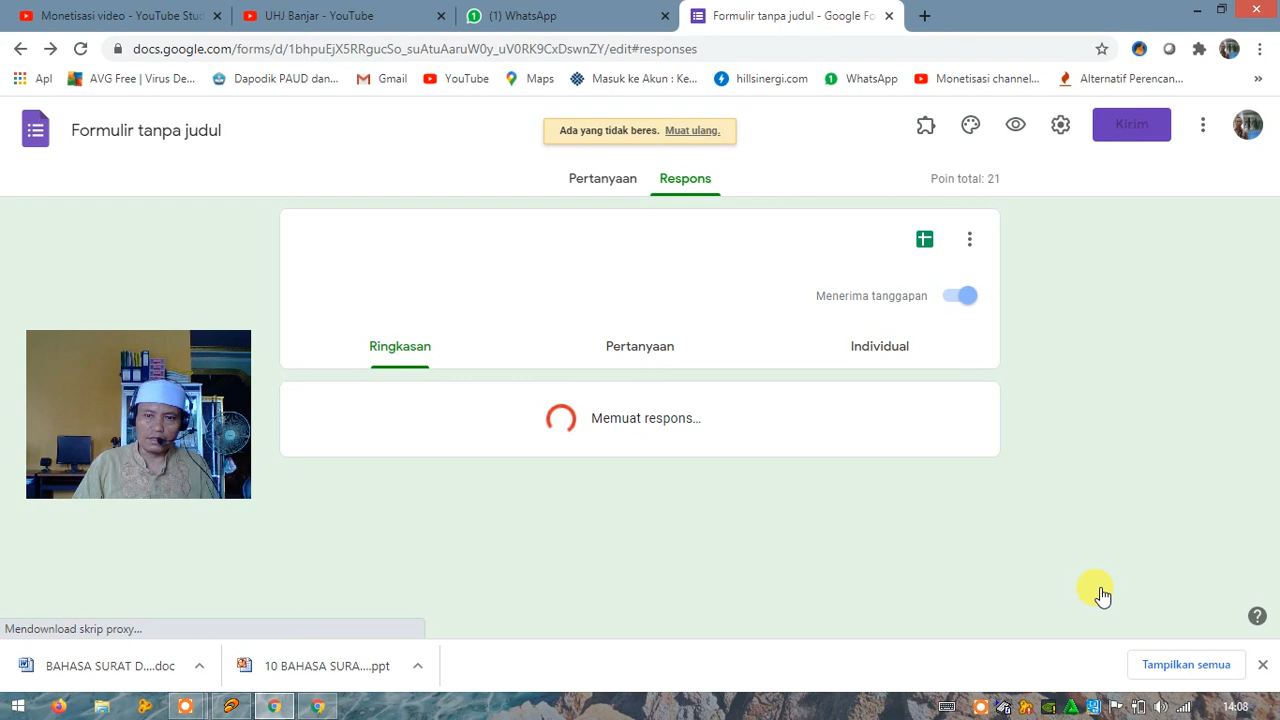 Monetisasi video - YouTube Stud
UHJ Banjar - YouTube
(1) WhatsApp
Formulir tanpa judul - Google Fo
docs.google.com/forms/d/1bhpuEjX5RRgucSo_suAtuAaruW0y_uV0RK9CxDswnZY/edit#responses
Apl
AVG Free | Virus De...
Dapodik PAUD dan...
Gmail
YouTube
Maps
Masuk ke Akun : Ke...
hillsinergi.com
WhatsApp
Monetisasi channel...
Alternatif Perencan...
Formulir tanpa judul
Ada yang tidak beres. Muat ulang.
Kirim
Pertanyaan
Respons
Poin total: 21
Menerima tanggapan
Ringkasan
Pertanyaan
Individual
Memuat respons...
Mendownload skrip proxy...
BAHASA SURAT D....doc
10 BAHASA SURA....ppt
Tampilkan semua
14:08